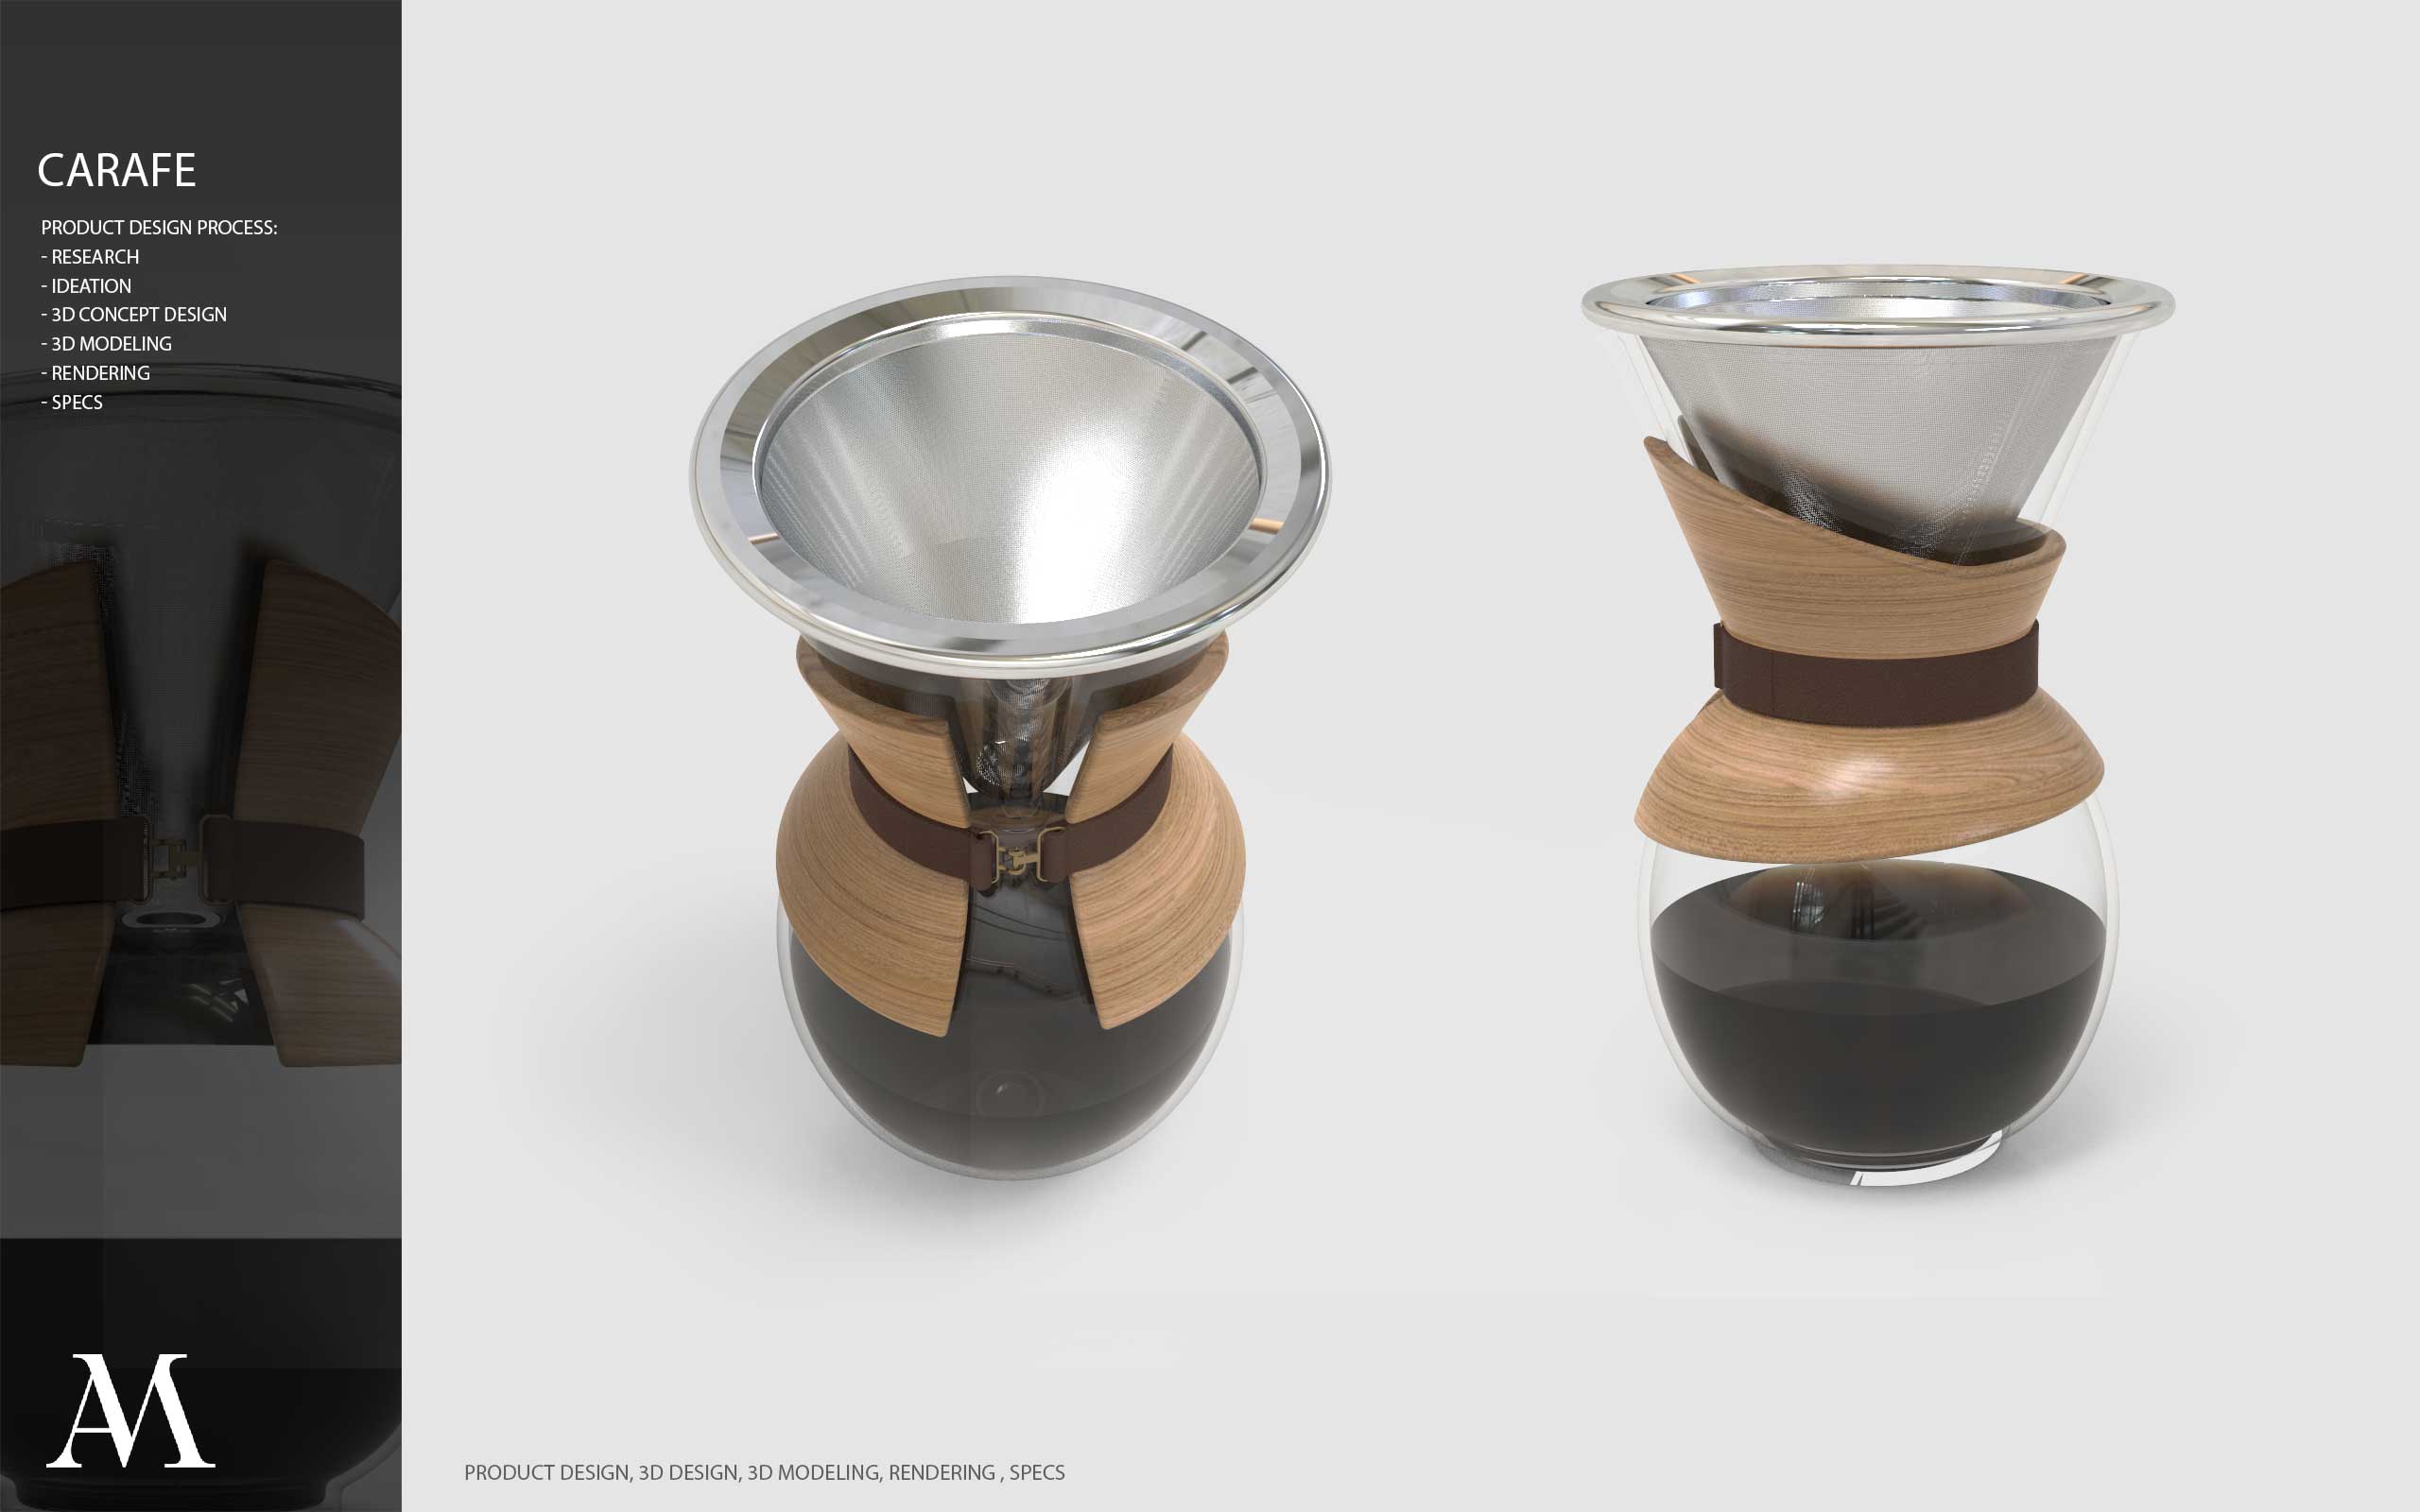 CARAFE
PRODUCT DESIGN PROCESS:
- RESEARCH
- IDEATION
- 3D CONCEPT DESIGN
- 3D MODELING
- RENDERING
- SPECS
AM
PRODUCT DESIGN, 3D DESIGN, 3D MODELING, RENDERING , SPECS